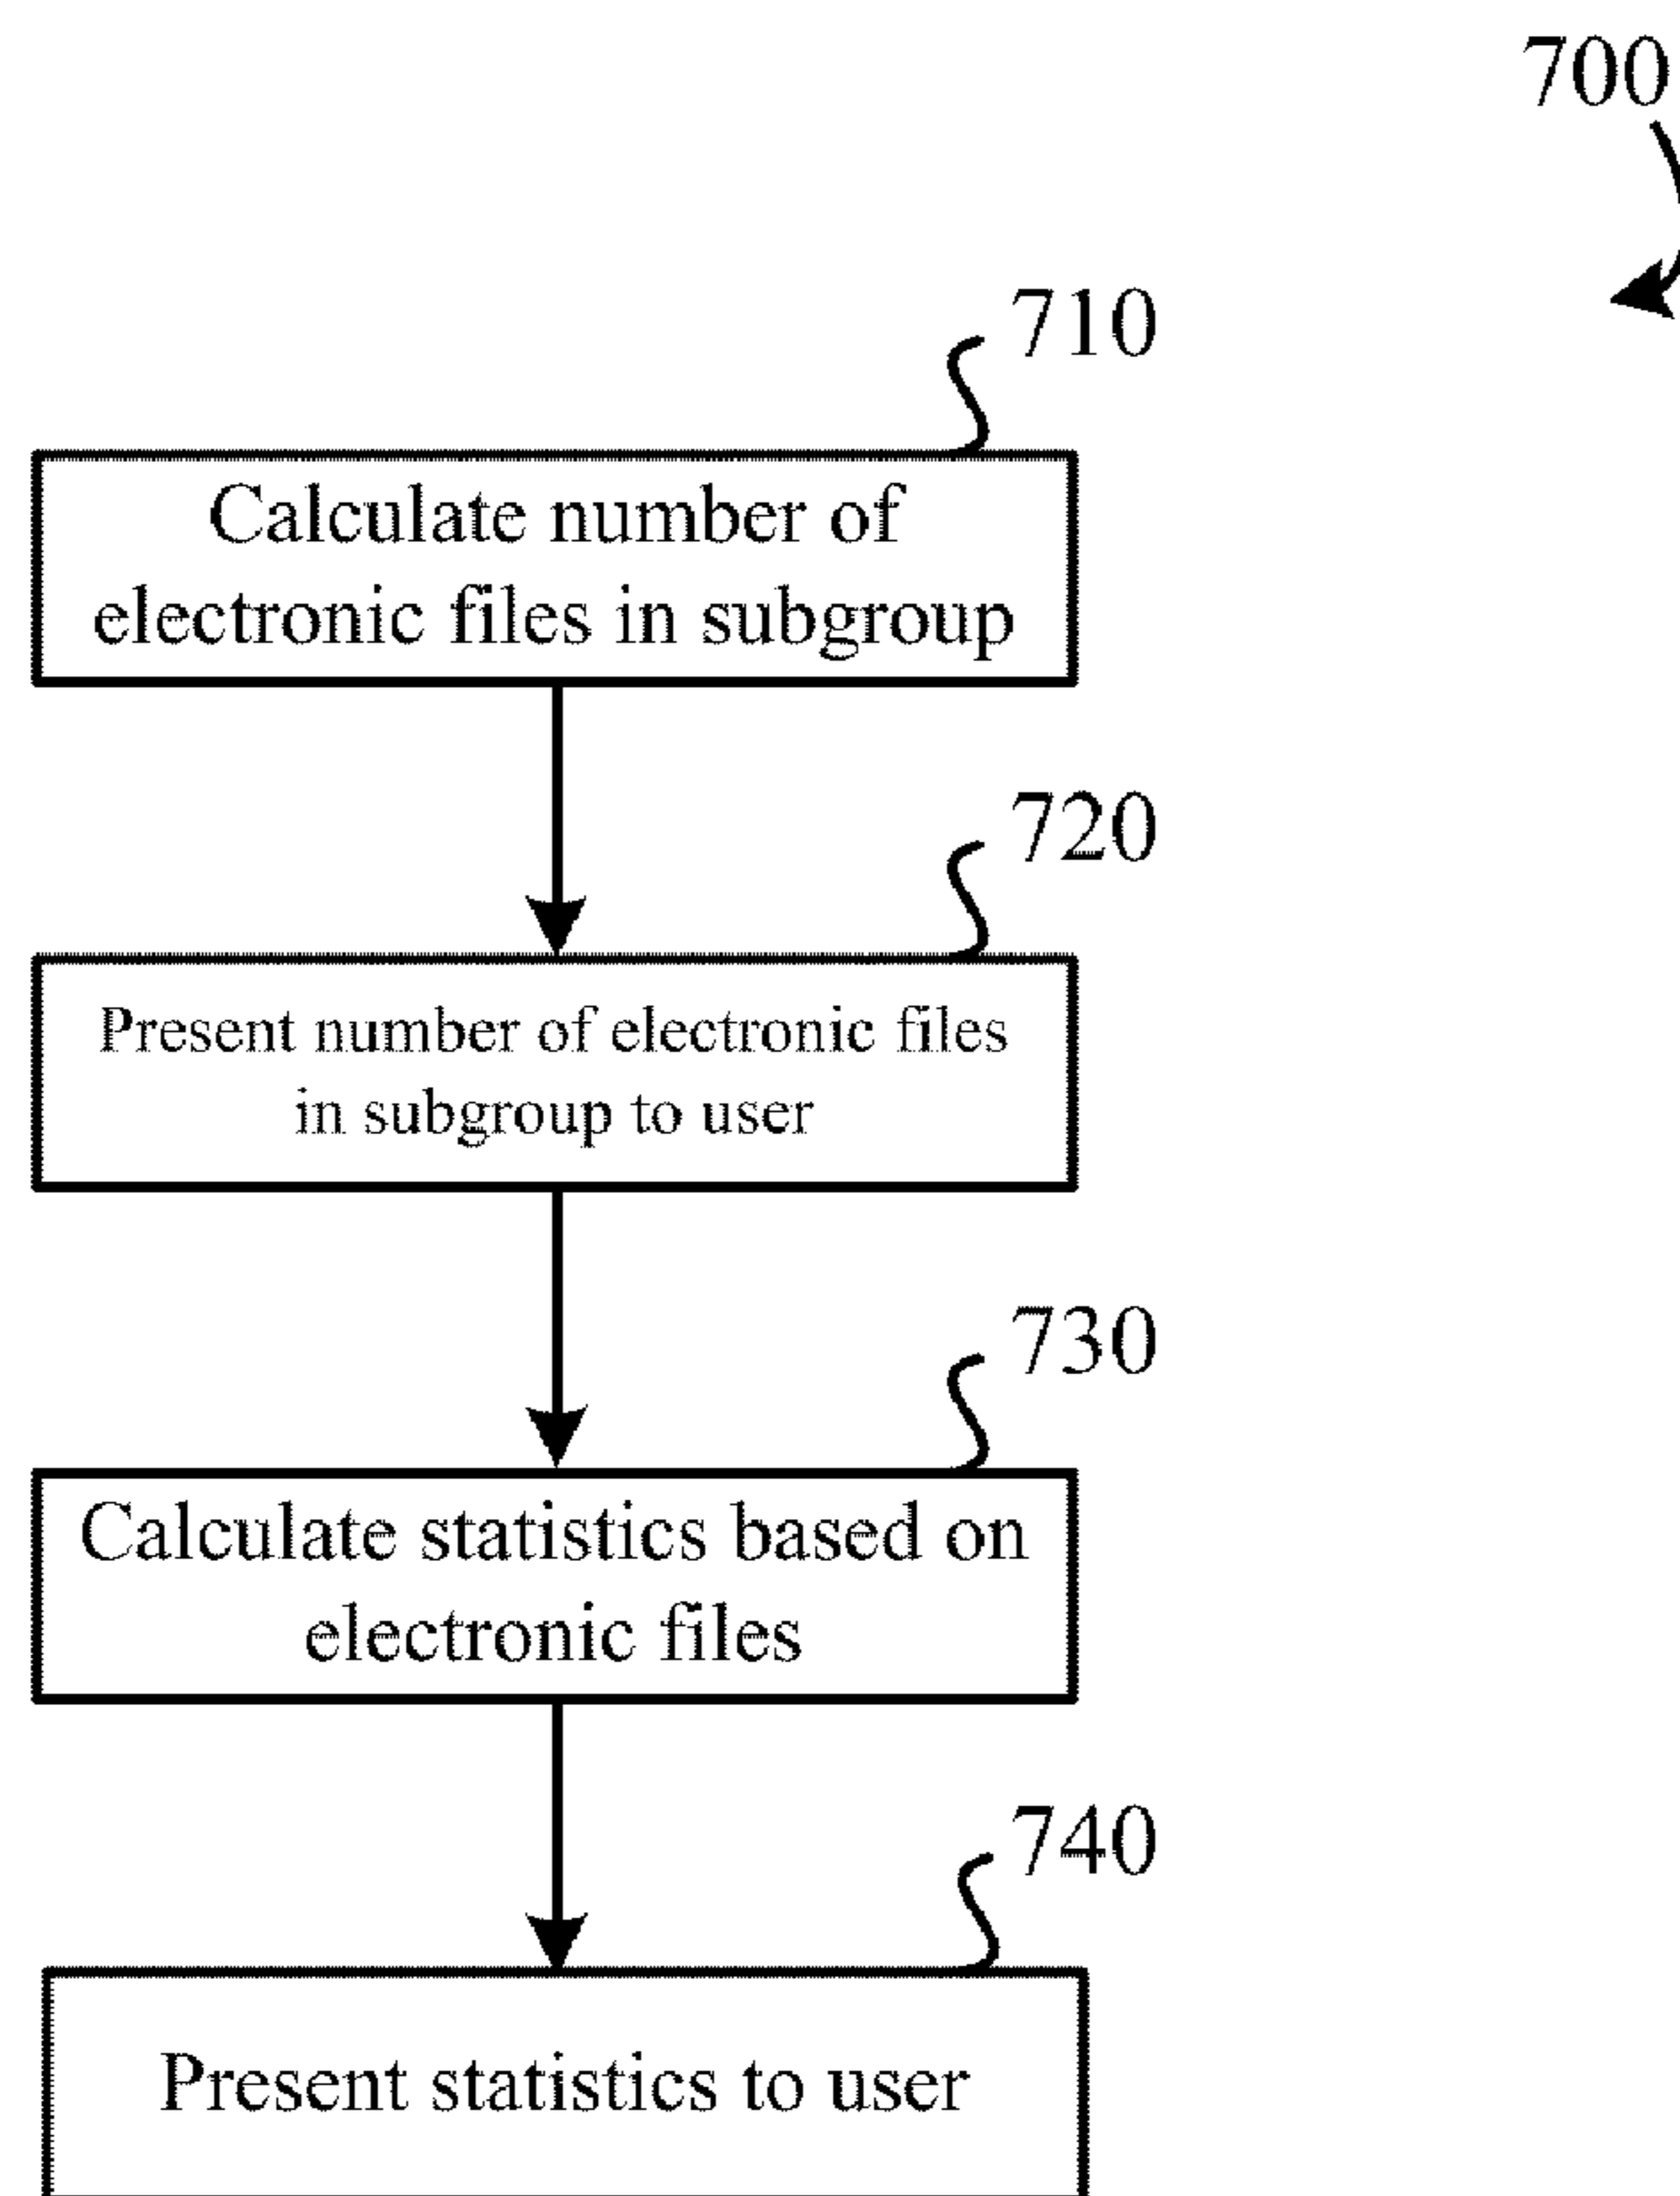 700
710
Calculate number of
electronic files in subgroup
720
Present number of electronic files
in subgroup to user
730
Calculate statistics based on
electronic files
740
Present statistics to user